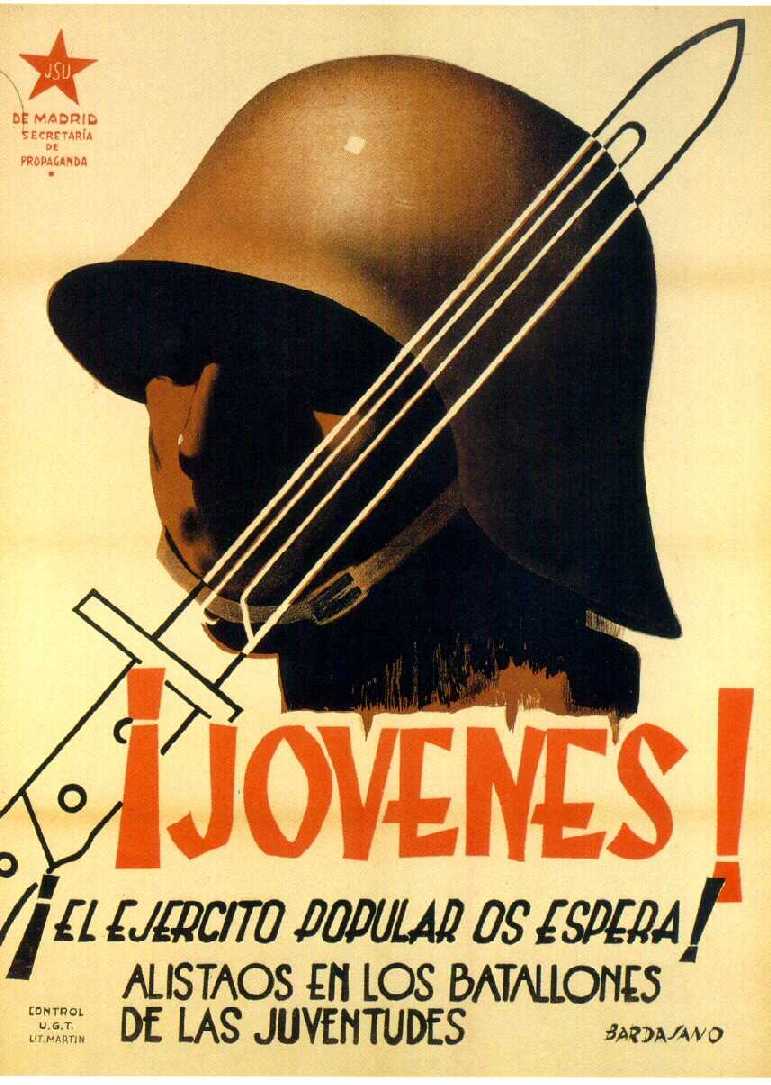 JSU
DE MADRID
SECRETARÍA
DE
PROPAGANDA
¡JOVENES!
¡EL EJERCITO POPULAR OS ESPERA!
ALISTAOS EN LOS BATALLONES
DE LAS JUVENTUDES
CONTROL
U.G.T.
LIT. MARTIN
BARDASANO